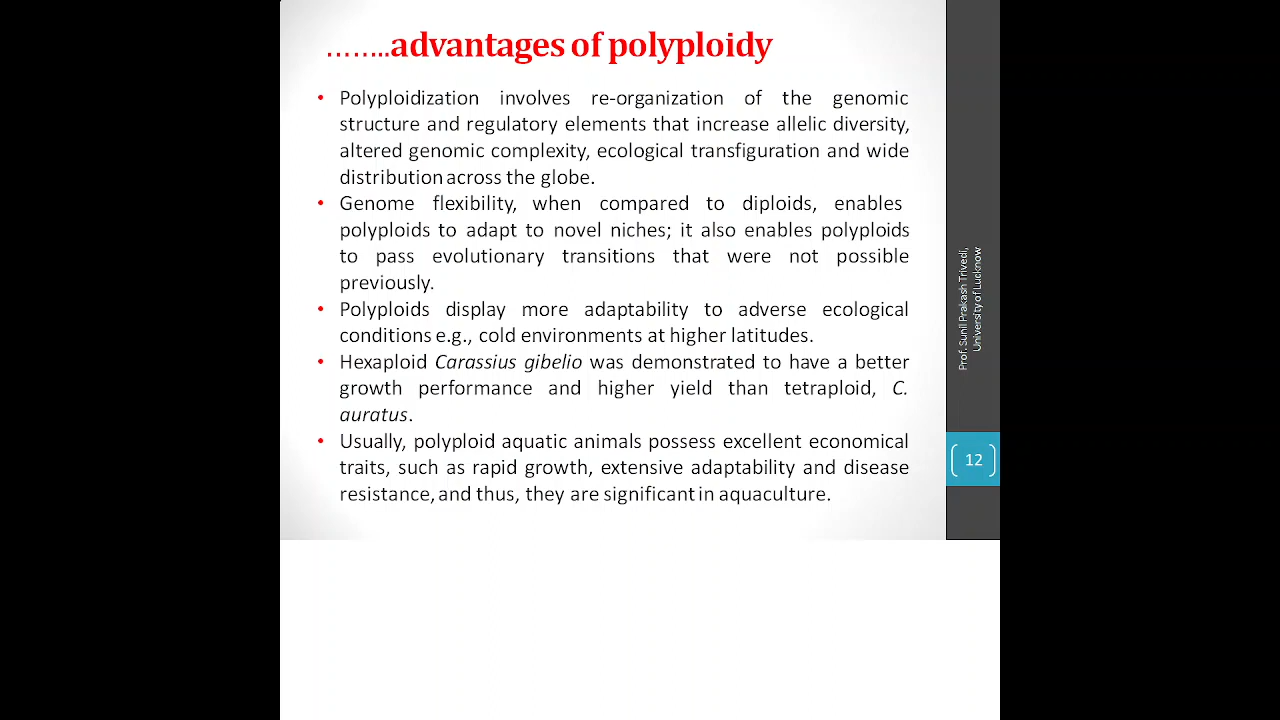 ……..advantages of polyploidy
• Polyploidization involves re-organization of the genomic
structure and regulatory elements that increase allelic diversity,
altered genomic complexity, ecological transfiguration and wide
distribution across the globe.
• Genome flexibility, when compared to diploids, enables
polyploids to adapt to novel niches; it also enables polyploids
to pass evolutionary transitions that were not possible
previously.
• Polyploids display more adaptability to adverse ecological
conditions e.g., cold environments at higher latitudes.
• Hexaploid Carassius gibelio was demonstrated to have a better
growth performance and higher yield than tetraploid, C.
auratus.
• Usually, polyploid aquatic animals possess excellent economical
traits, such as rapid growth, extensive adaptability and disease
resistance, and thus, they are significant in aquaculture.
Prof. Sunil Prakash Trivedi,
University of Lucknow
12